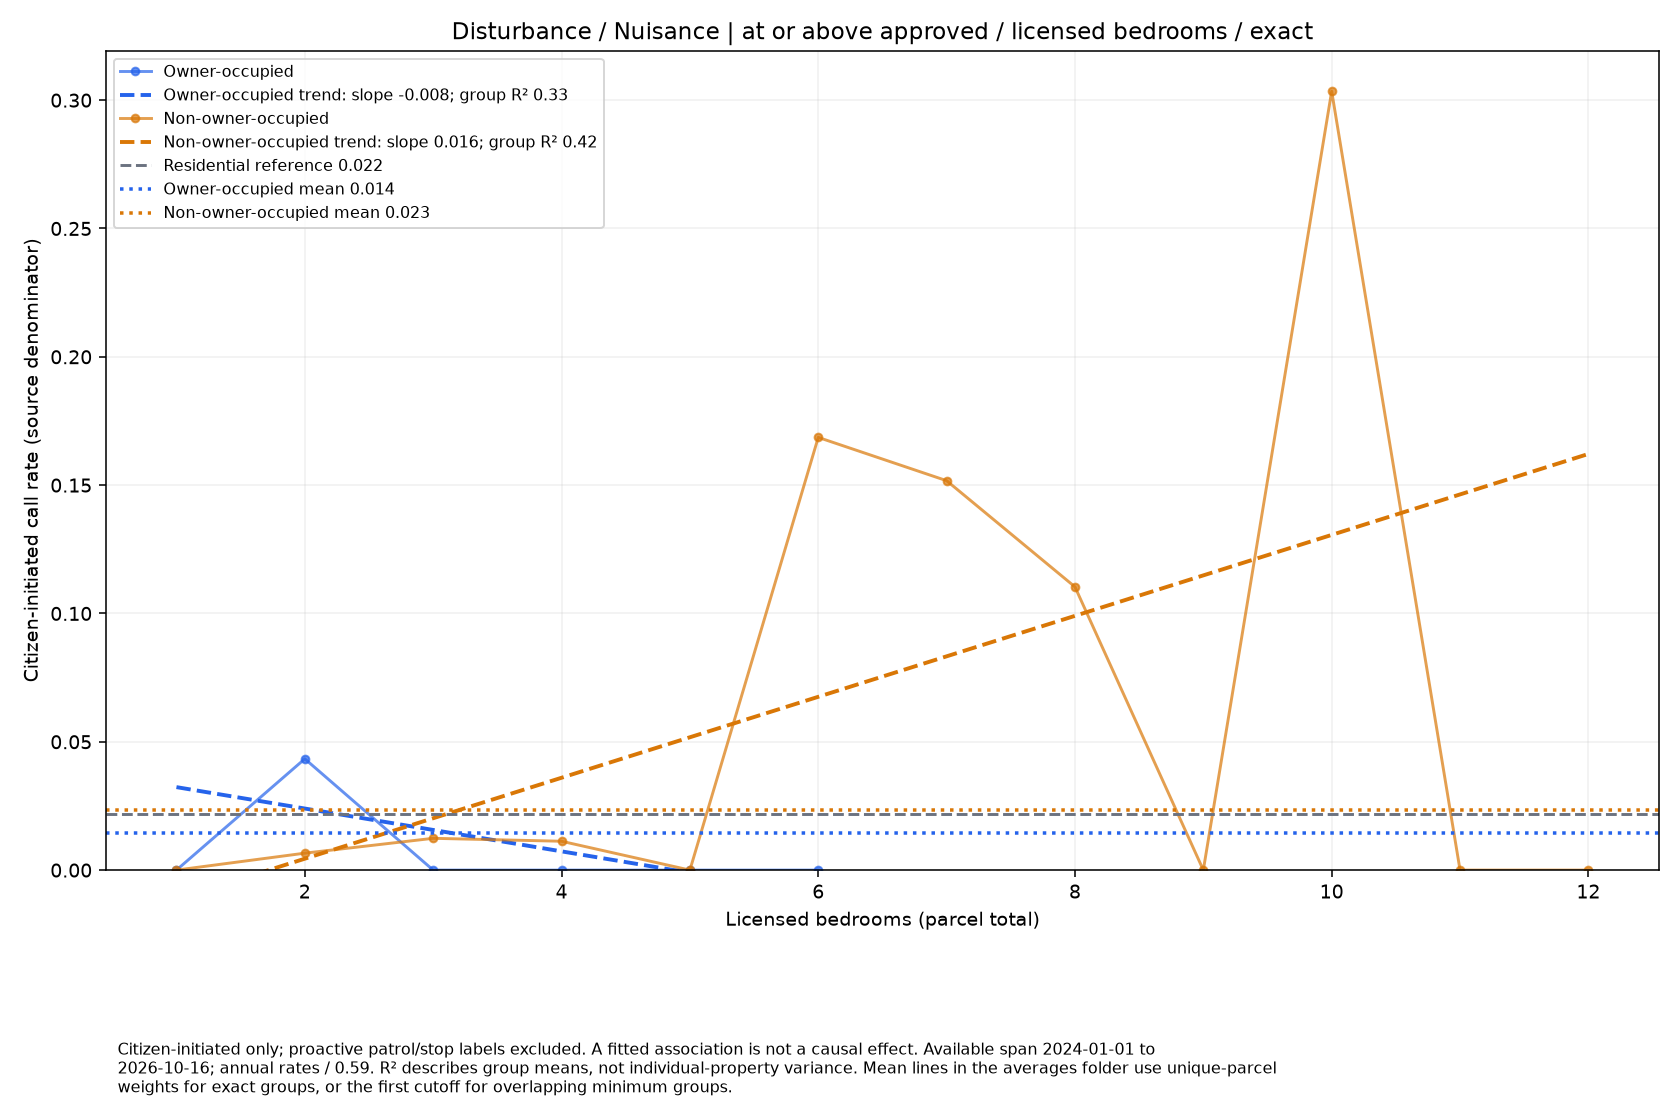 Disturbance / Nuisance | at or above approved / licensed bedrooms / exact
Owner-occupied
Owner-occupied trend: slope -0.008; group R² 0.33
Non-owner-occupied
Non-owner-occupied trend: slope 0.016; group R² 0.42
Residential reference 0.022
Owner-occupied mean 0.014
Non-owner-occupied mean 0.023
Citizen-initiated call rate (source denominator)
0.30
0.25
0.20
0.15
0.10
0.05
0.00
2
4
6
8
10
12
Licensed bedrooms (parcel total)
Citizen-initiated only; proactive patrol/stop labels excluded. A fitted association is not a causal effect. Available span 2024-01-01 to
2026-10-16; annual rates / 0.59. R² describes group means, not individual-property variance. Mean lines in the averages folder use unique-parcel
weights for exact groups, or the first cutoff for overlapping minimum groups.